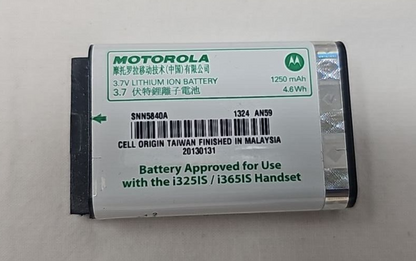 MOTOROLA
摩托罗拉移动技术(中国)有限公司
3.7V LITHIUM ION BATTERY
3.7 伏特鋰離子電池
1250 mAh
4.6 Wh
SNN5840A 1324 AN59
CELL ORIGIN TAIWAN FINISHED IN MALAYSIA
20130131
Battery Approved for Use
with the i325IS / i365IS Handset